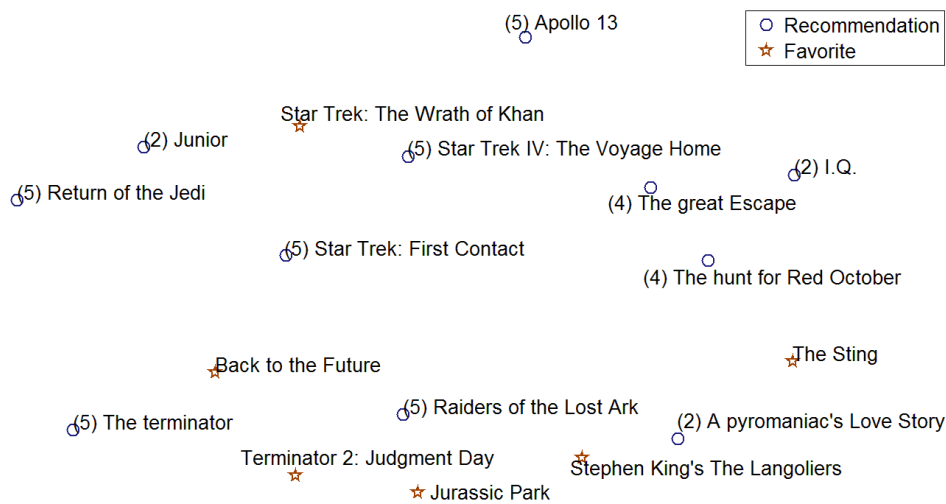 (5) Apollo 13
Recommendation
Favorite
Star Trek: The Wrath of Khan
(2) Junior
(5) Star Trek IV: The Voyage Home
(2) I.Q.
(5) Return of the Jedi
(4) The great Escape
(5) Star Trek: First Contact
(4) The hunt for Red October
Back to the Future
The Sting
(5) The terminator
(5) Raiders of the Lost Ark
(2) A pyromaniac's Love Story
Terminator 2: Judgment Day
Stephen King's The Langoliers
Jurassic Park